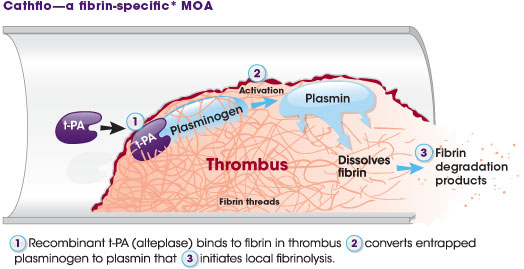 Cathflo—a fibrin-specific* MOA
2
Activation
1
t-PA
t-PA
Plasminogen
Plasmin
Thrombus
Dissolves
fibrin
3 Fibrin
degradation
products
Fibrin threads
1 Recombinant t-PA (alteplase) binds to fibrin in thrombus 2 converts entrapped
plasminogen to plasmin that 3 initiates local fibrinolysis.